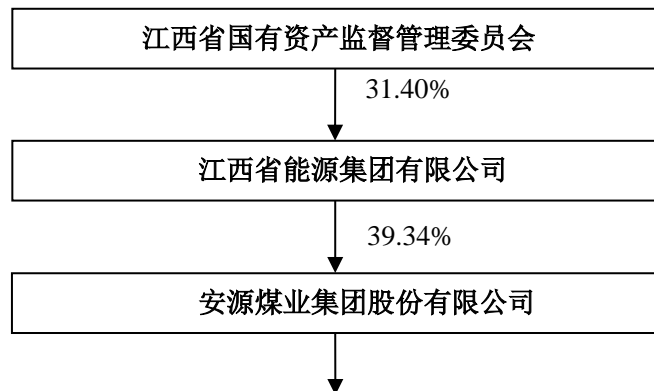 江西省国有资产监督管理委员会
31.40%
江西省能源集团有限公司
39.34%
安源煤业集团股份有限公司